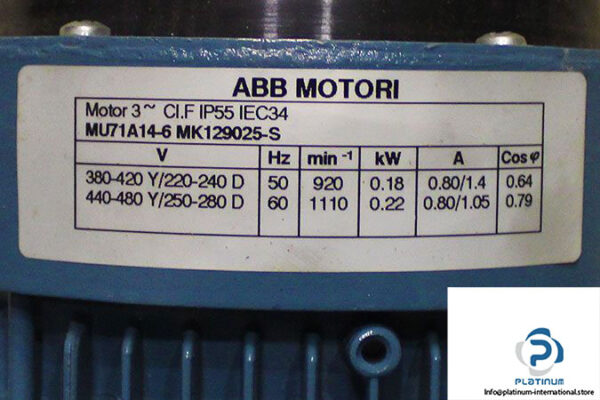 ABB MOTORI
Motor 3~ Cl.F IP55 IEC34
MU71A14-6 MK129025-S
V Hz min -1 kW A Cos φ
380-420 Y/220-240 D 50 920 0.18 0.80/1.4 0.64
440-480 Y/250-280 D 60 1110 0.22 0.80/1.05 0.79
PLATINUM
Info@platinum-international.store